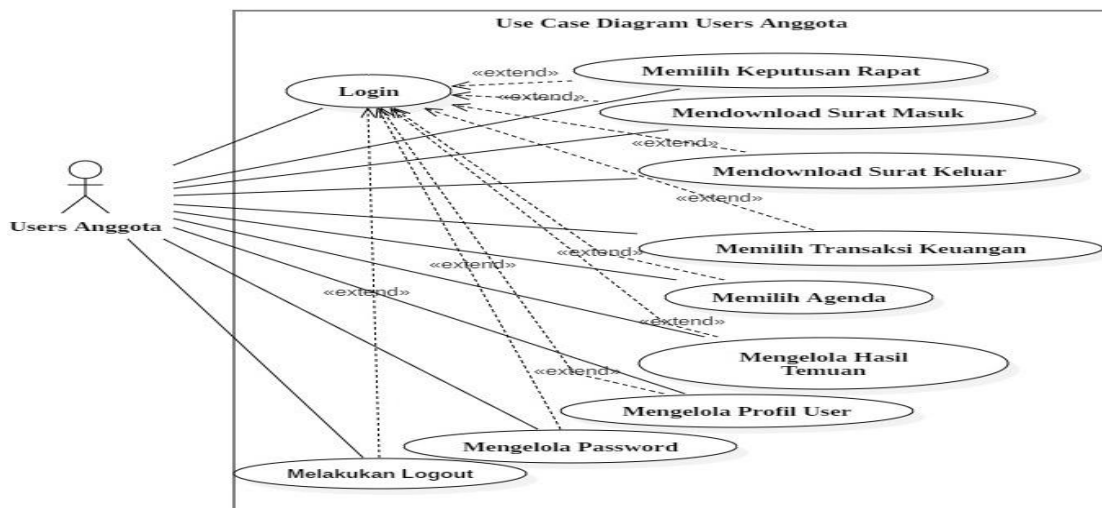 Use Case Diagram Users Anggota
«extend»
Memilih Keputusan Rapat
Login
«extend»
Mendownload Surat Masuk
«extend»
Mendownload Surat Keluar
«extend»
Users Anggota
Memilih Transaksi Keuangan
«extend»
«extend»
«extend»
Memilih Agenda
«extend»
Mengelola Hasil
Temuan
«extend»
Mengelola Profil User
Mengelola Password
Melakukan Logout